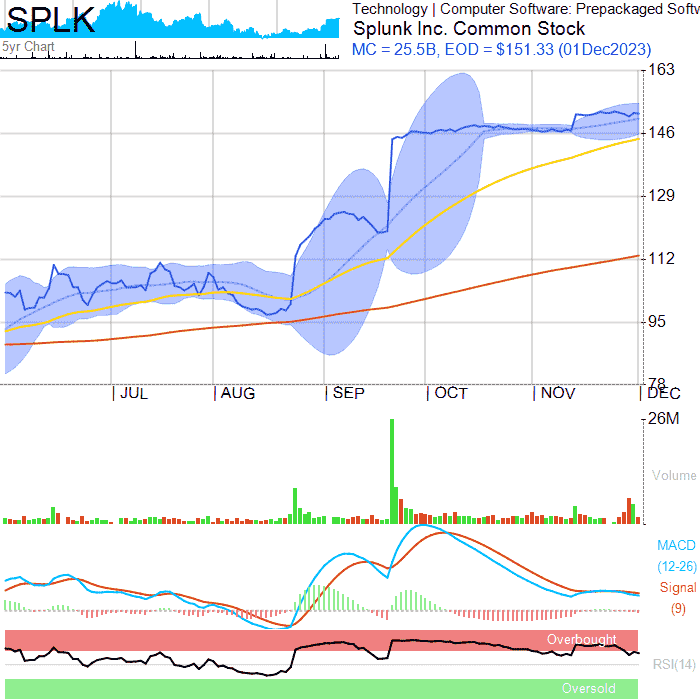 SPLK
Technology | Computer Software: Prepackaged Softw
Splunk Inc. Common Stock
MC = 25.5B, EOD = $151.33 (01Dec2023)
5yr Chart
163
146
129
112
95
78
JUL
AUG
SEP
OCT
NOV
DEC
26M
Volume
MACD
(12-26)
Signal
(9)
Overbought
RSI(14)
Oversold